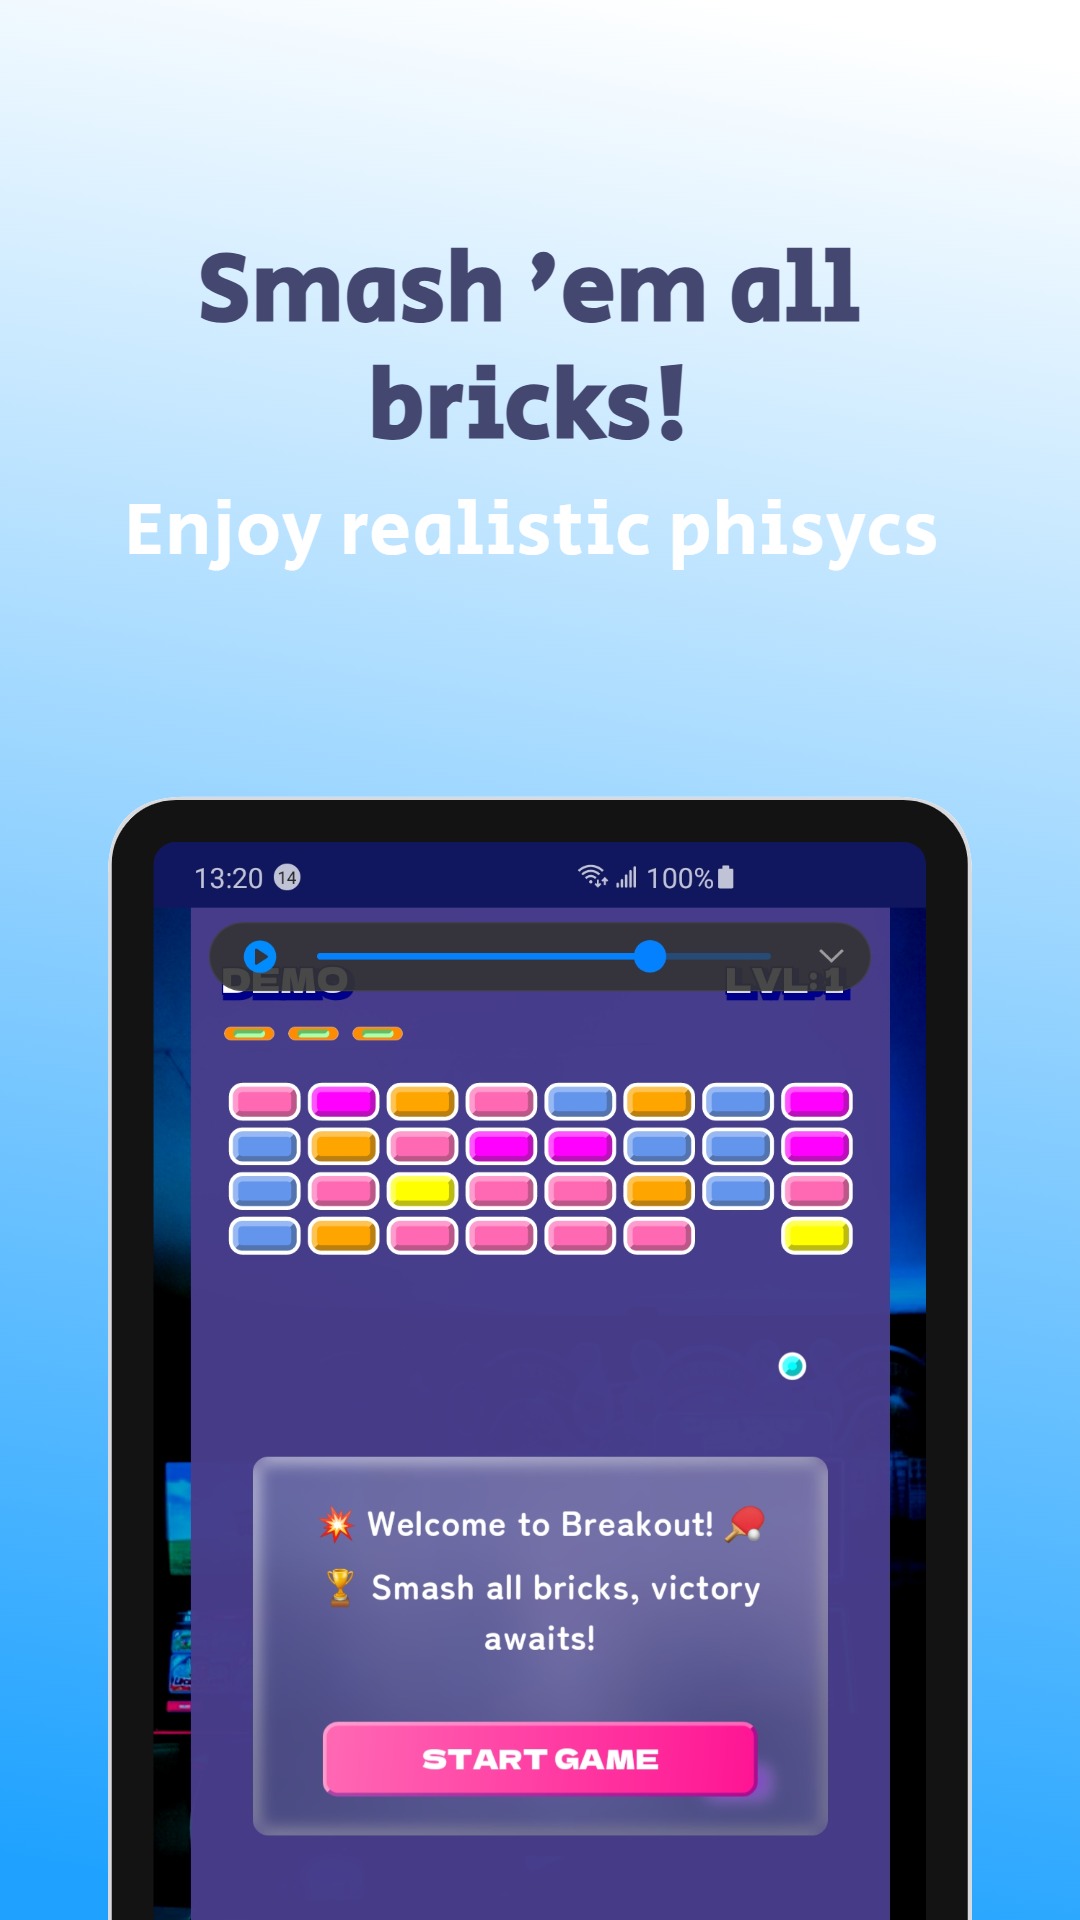 Smash ’em all
bricks!
Enjoy realistic phisycs
13:20 14 100%
DEMO LVL:1
💥 Welcome to Breakout! 🏓
🏆 Smash all bricks, victory
awaits!
START GAME